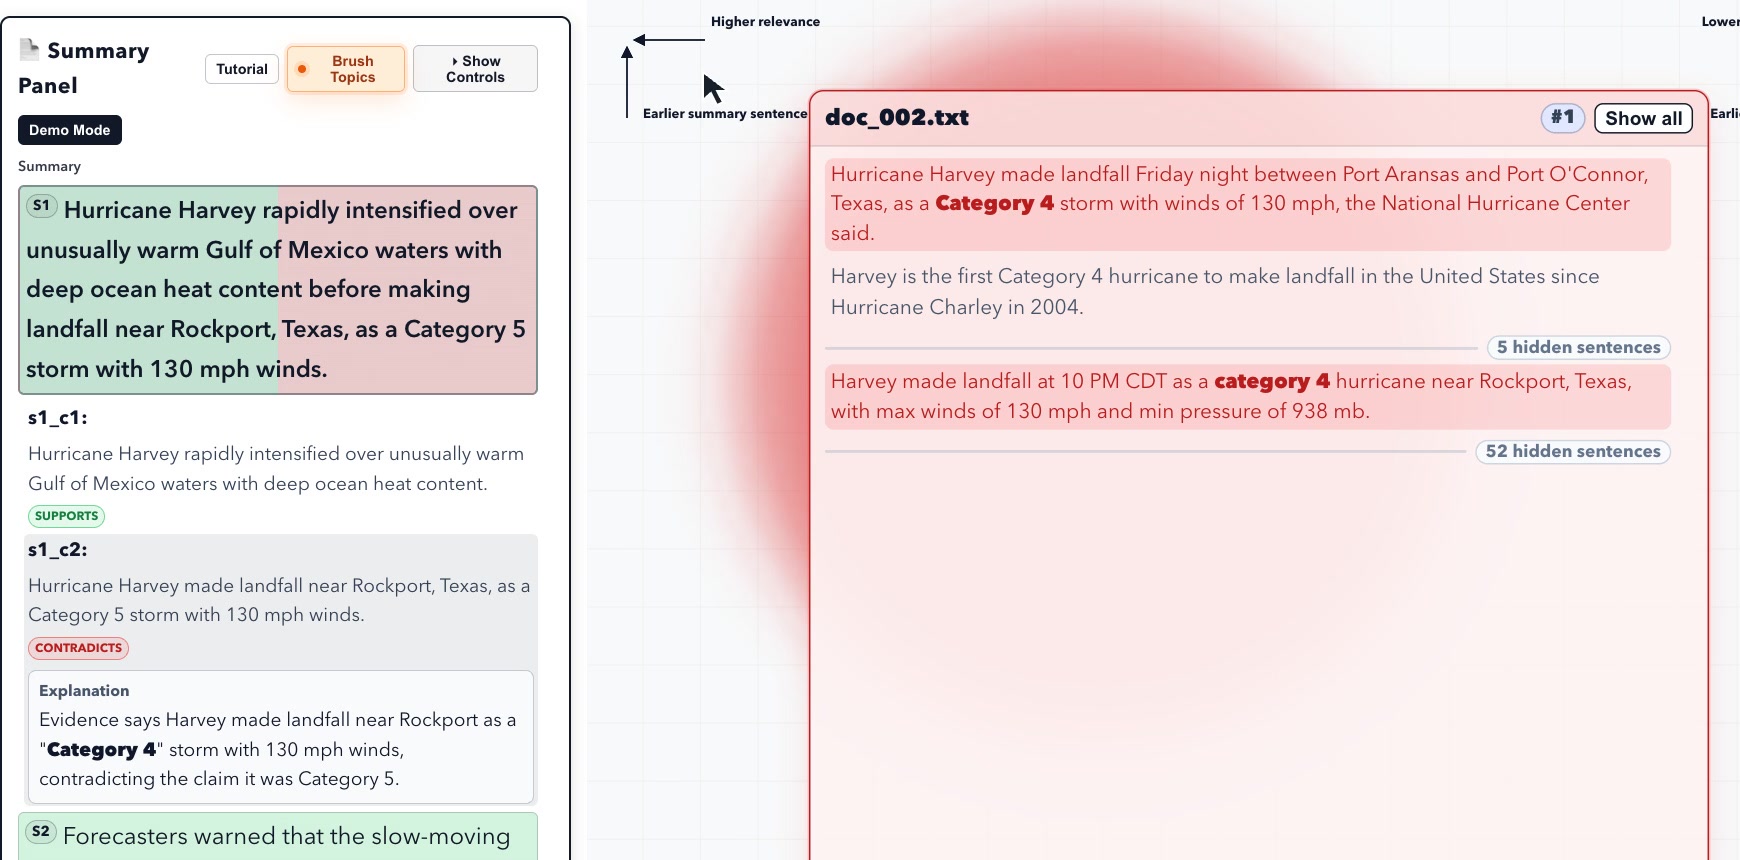 Summary
Panel
Tutorial
Brush
Topics
Show
Controls
Demo Mode
Summary
S1 Hurricane Harvey rapidly intensified over
unusually warm Gulf of Mexico waters with
deep ocean heat content before making
landfall near Rockport, Texas, as a Category 5
storm with 130 mph winds.
s1_c1:
Hurricane Harvey rapidly intensified over unusually warm
Gulf of Mexico waters with deep ocean heat content.
SUPPORTS
s1_c2:
Hurricane Harvey made landfall near Rockport, Texas, as a
Category 5 storm with 130 mph winds.
CONTRADICTS
Explanation
Evidence says Harvey made landfall near Rockport as a
"Category 4" storm with 130 mph winds,
contradicting the claim it was Category 5.
S2 Forecasters warned that the slow-moving
Higher relevance
Earlier summary sentence
Lower
Earli
doc_002.txt
#1
Show all
Hurricane Harvey made landfall Friday night between Port Aransas and Port O'Connor,
Texas, as a Category 4 storm with winds of 130 mph, the National Hurricane Center
said.
Harvey is the first Category 4 hurricane to make landfall in the United States since
Hurricane Charley in 2004.
5 hidden sentences
Harvey made landfall at 10 PM CDT as a category 4 hurricane near Rockport, Texas,
with max winds of 130 mph and min pressure of 938 mb.
52 hidden sentences